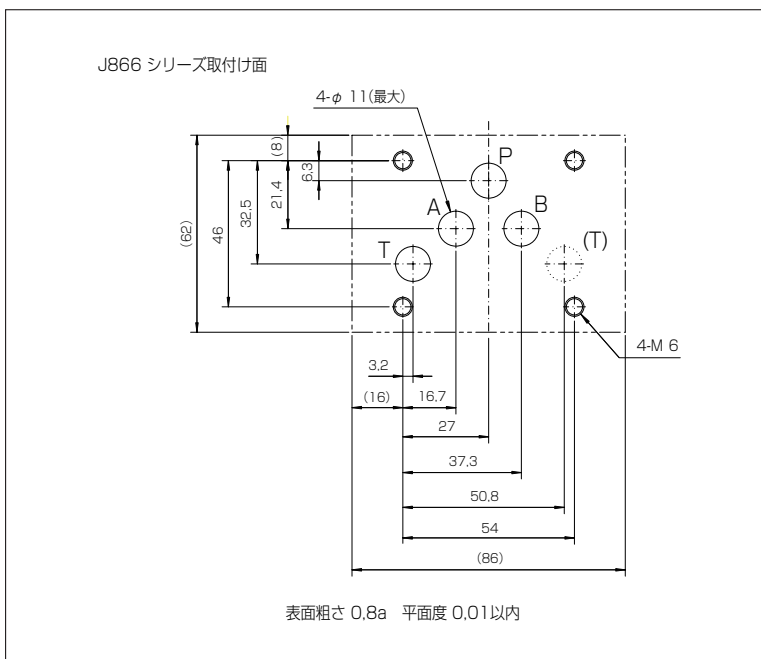 J866 シリーズ取付け面
4-φ 11(最大)
(8)
6,3
P
21,4
A
B
32,5
T
(T)
46
(62)
4-M 6
3,2
(16)
16,7
27
37,3
50,8
54
(86)
表面粗さ 0,8a 平面度 0,01以内